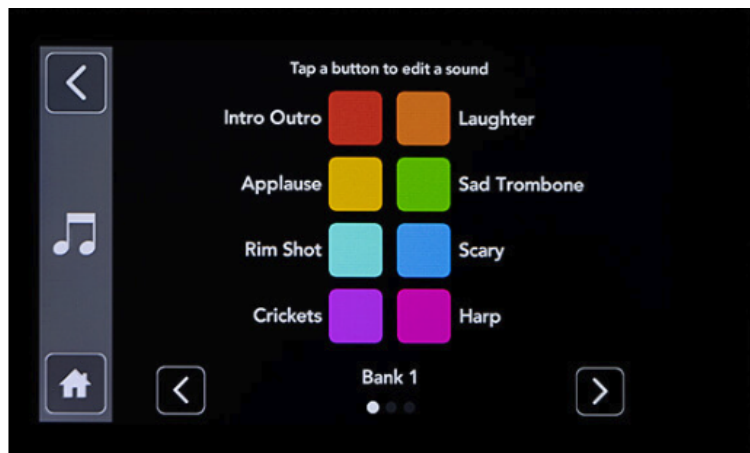 Tap a button to edit a sound
Intro Outro
Laughter
Applause
Sad Trombone
Rim Shot
Scary
Crickets
Harp
Bank 1